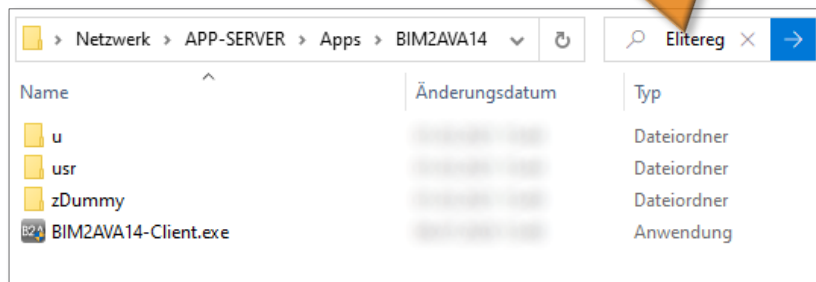 Netzwerk > APP-SERVER > Apps > BIM2AVA14 Elitereg
Name Änderungsdatum Typ
u Dateiordner
usr Dateiordner
zDummy Dateiordner
BIM2AVA14-Client.exe Anwendung